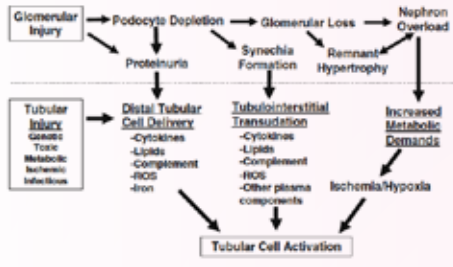 Glomerular Injury
Podocyte Depletion
Glomerular Loss
Nephron Overload
Proteinuria
Synechia Formation
Remnant Hypertrophy
Tubular Injury
Genetic
Toxic
Metabolic
Ischemic
Infectious
Distal Tubular Cell Delivery
-Cytokines
-Lipids
-Complement
-ROS
-Iron
Tubulointerstitial Transudation
-Cytokines
-Lipids
-Complement
-ROS
-Other plasma components
Increased Metabolic Demands
Ischemia/Hypoxia
Tubular Cell Activation